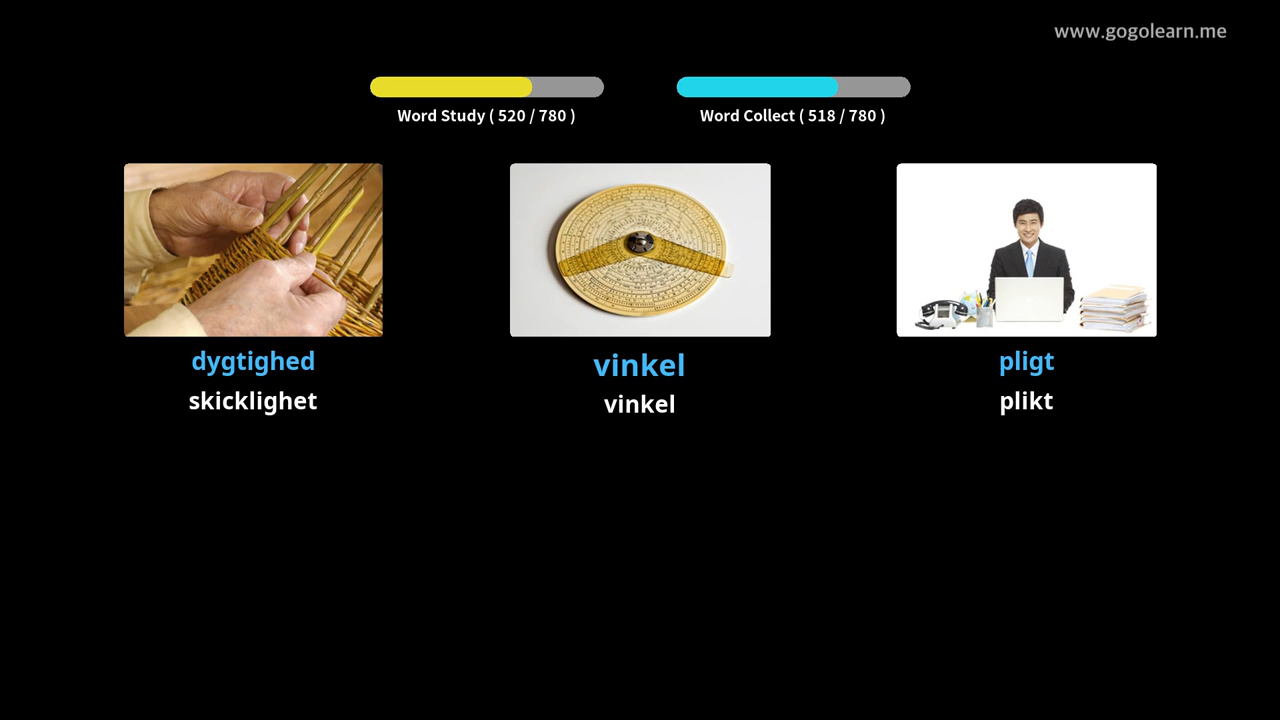 www.gogolearn.me
Word Study ( 520 / 780 )
Word Collect ( 518 / 780 )
dygtighed
skicklighet
vinkel
vinkel
pligt
plikt